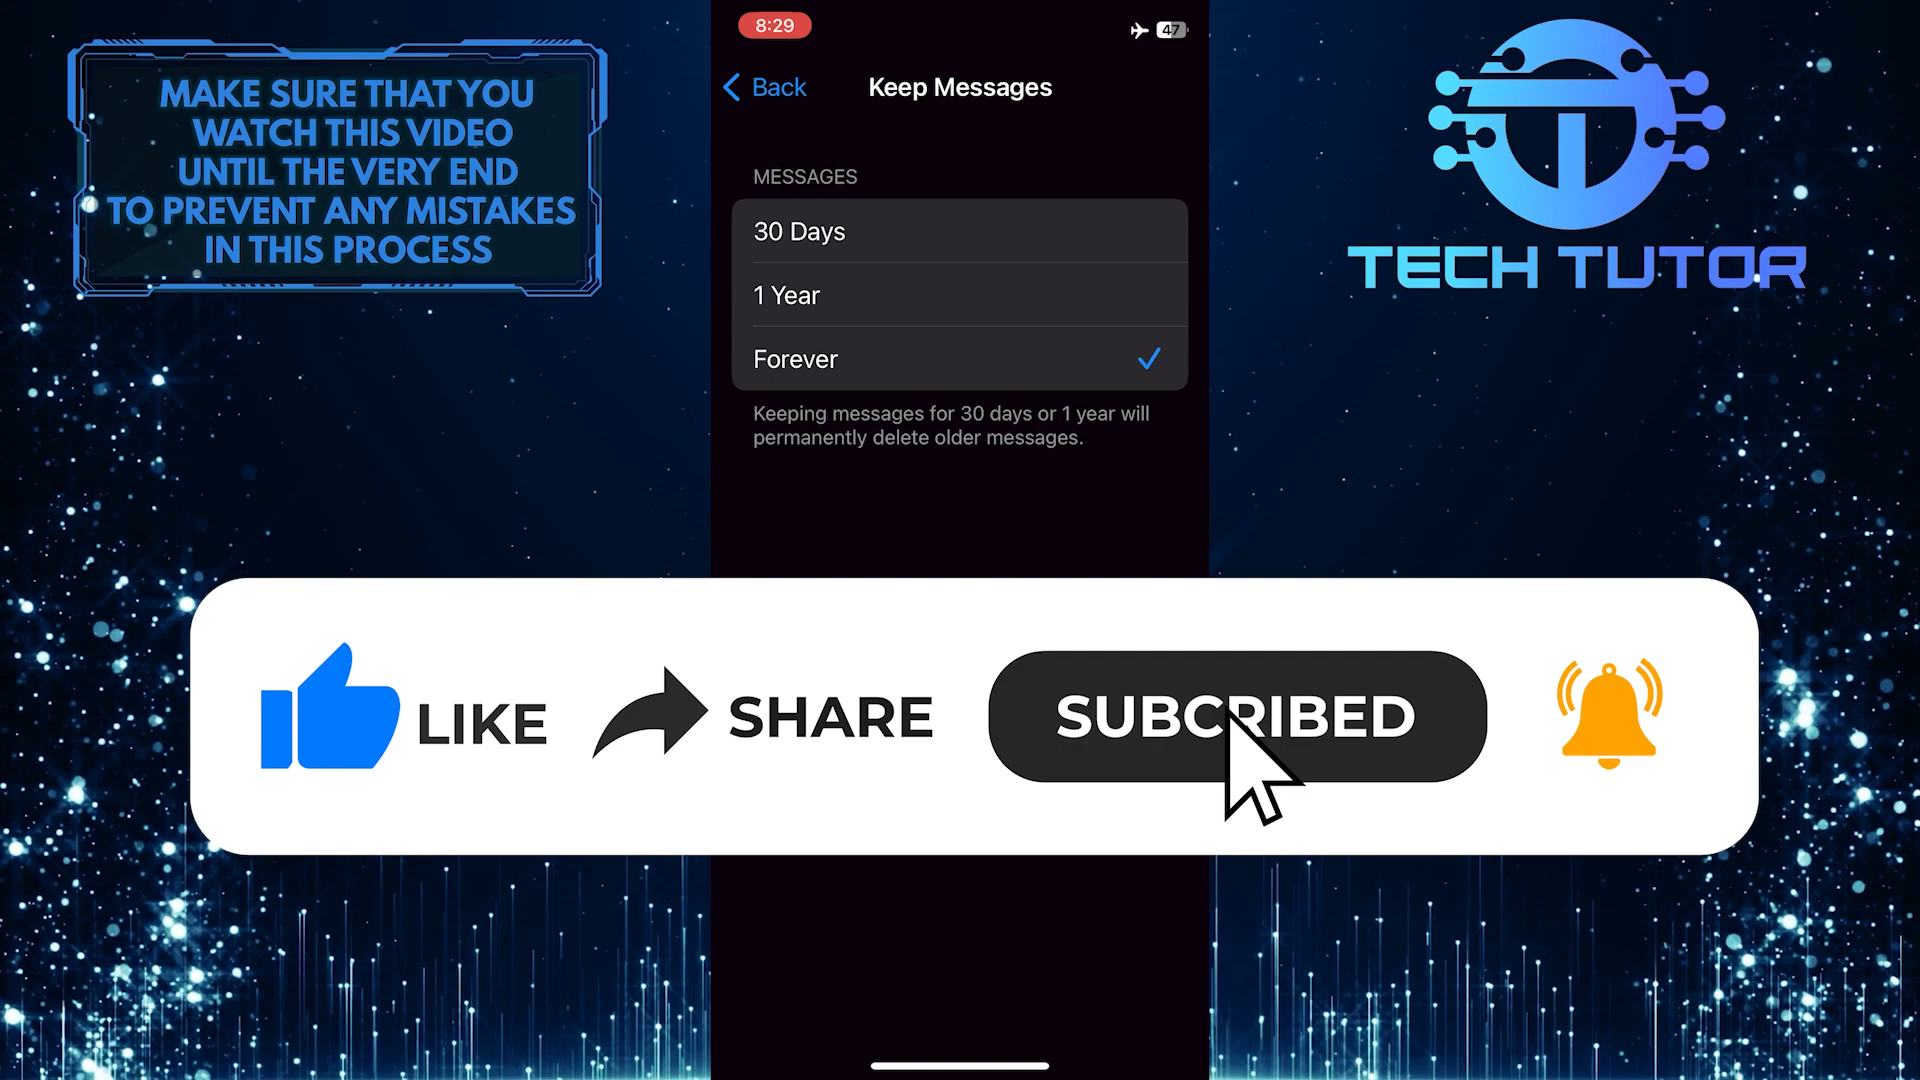 MAKE SURE THAT YOU
WATCH THIS VIDEO
UNTIL THE VERY END
TO PREVENT ANY MISTAKES
IN THIS PROCESS
8:29
47
Back
Keep Messages
MESSAGES
30 Days
1 Year
Forever
Keeping messages for 30 days or 1 year will
permanently delete older messages.
TECH TUTOR
LIKE
SHARE
SUBCRIBED